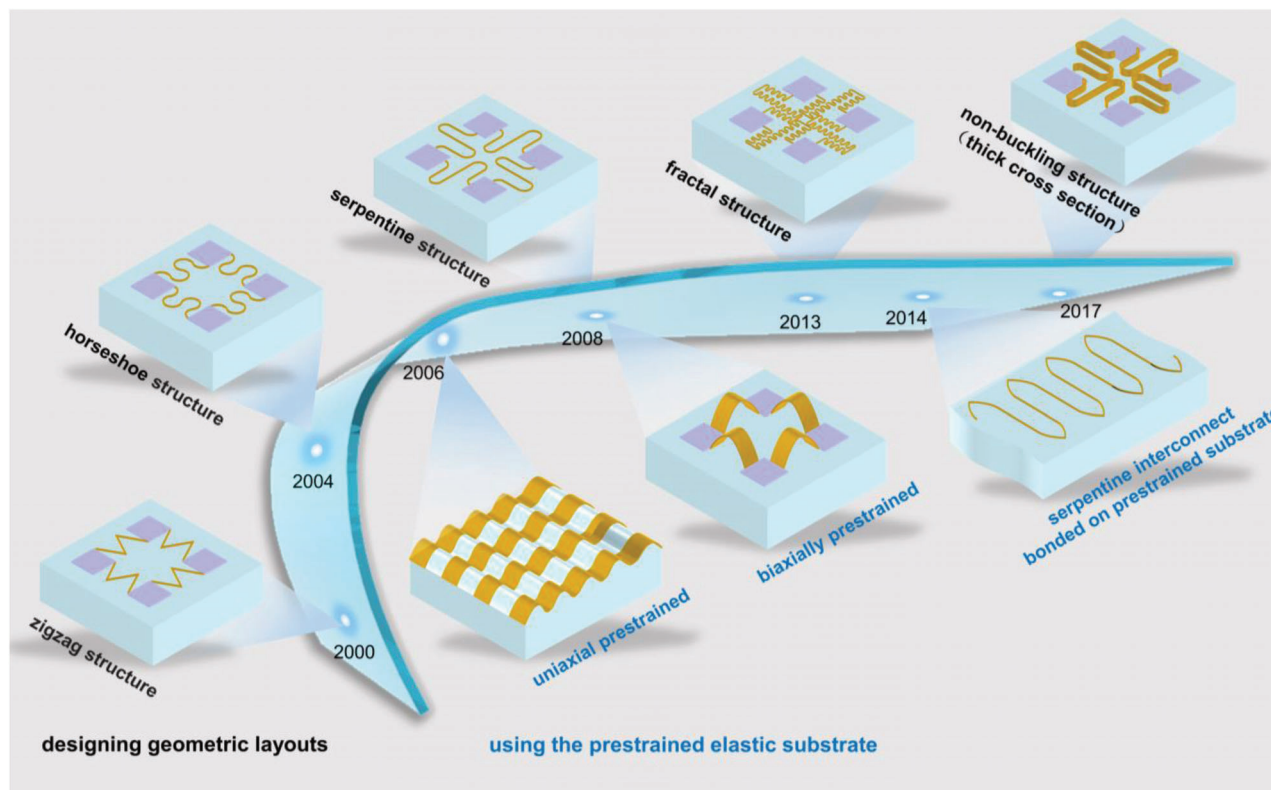 non-buckling structure
（thick cross section）
fractal structure
serpentine structure
horseshoe structure
2008
2013
2014
2017
2006
2004
serpentine interconnect
bonded on prestrained substrate
biaxially prestrained
uniaxial prestrained
zigzag structure
2000
designing geometric layouts
using the prestrained elastic substrate